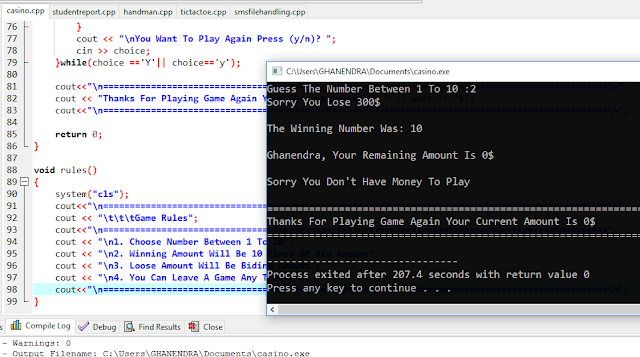 casino.cpp studentreport.cpp handman.cpp tictactoe.cpp smsfilehandling.cpp
76 }
77 cout << "\nYou Want To Play Again Press (y/n)? ";
78 cin >> choice;
79 }while(choice =='Y'|| choice=='y');
80
81 cout<<"\n
82 cout << "Thanks For Playing Game Again Y
83 cout<<"\n
84
85 return 0;
86 }
87
88 void rules()
89 {
90 system("cls");
91 cout<<"\n
92 cout << "\t\t\tGame Rules";
93 cout<<"\n
94 cout << "\n1. Choose Number Between 1 To 10
95 cout << "\n2. Winning Amount Will Be 10
96 cout << "\n3. Loose Amount Will Be Biding
97 cout << "\n4. You Can Leave A Game Any T
98 cout<<"\n
99 }
C:\Users\GHANENDRA\Documents\casino.exe
Guess The Number Between 1 To 10 :2
Sorry You Lose 300$
The Winning Number Was: 10
Ghanendra, Your Remaining Amount Is 0$
Sorry You Don't Have Money To Play
Thanks For Playing Game Again Your Current Amount Is 0$
--------------------------------
Process exited after 207.4 seconds with return value 0
Press any key to continue . . .
s Compile Log Debug Find Results Close
- Warnings: 0
- Output Filename: C:\Users\GHANENDRA\Documents\casino.exe